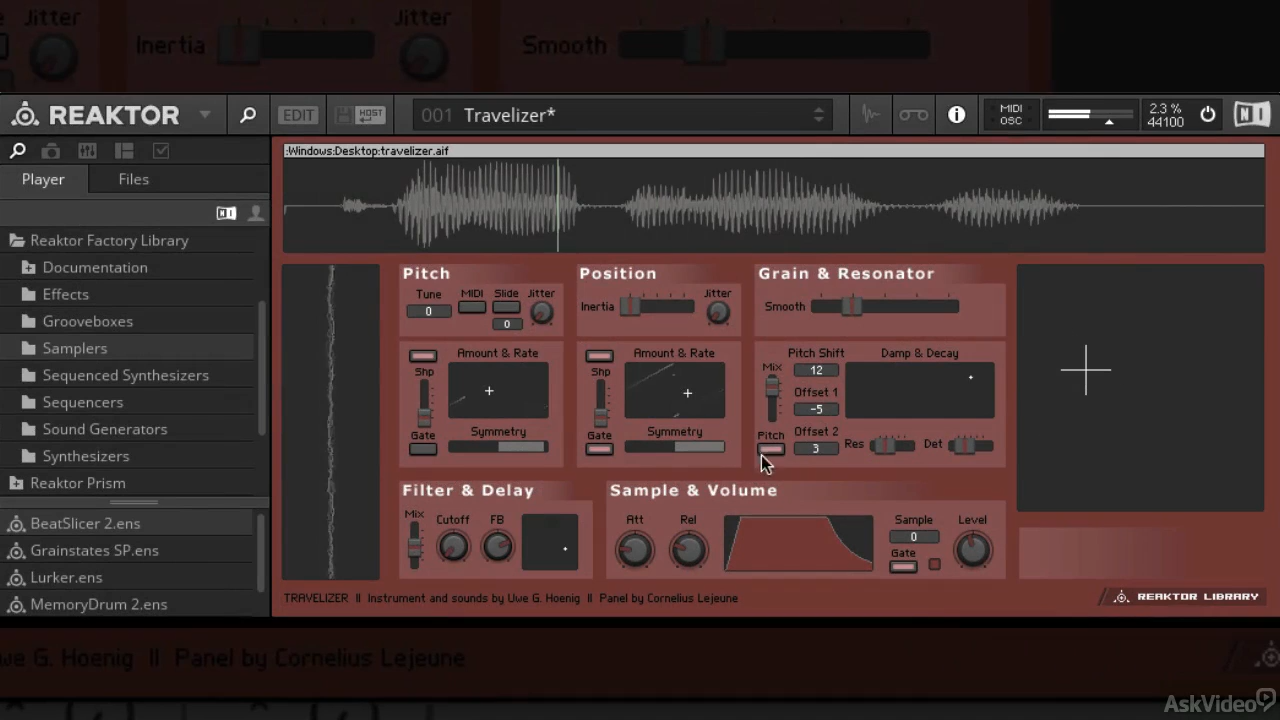 Jitter
Inertia
Jitter
Smooth
REAKTOR
EDIT
HOST
001 Travelizer*
MIDI
OSC
2.3 %
44100
NI
Player
Files
NI
Reaktor Factory Library
Documentation
Effects
Grooveboxes
Samplers
Sequenced Synthesizers
Sequencers
Sound Generators
Synthesizers
Reaktor Prism
BeatSlicer 2.ens
Grainstates SP.ens
Lurker.ens
MemoryDrum 2.ens
:Windows:Desktop:travelizer.aif
Pitch
Tune
MIDI
Slide
Jitter
0
0
Amount & Rate
Shp
Gate
Symmetry
Position
Inertia
Jitter
Amount & Rate
Shp
Gate
Symmetry
Grain & Resonator
Smooth
Mix
Pitch Shift
12
Offset 1
-5
Offset 2
3
Pitch
Damp & Decay
Res
Det
Filter & Delay
Mix
Cutoff
FB
Sample & Volume
Att
Rel
Sample
0
Gate
Level
TRAVELIZER II Instrument and sounds by Uwe G. Hoenig II Panel by Cornelius Lejeune
REAKTOR LIBRARY
we G. Hoenig II Panel by Cornelius Lejeune
AskVideo